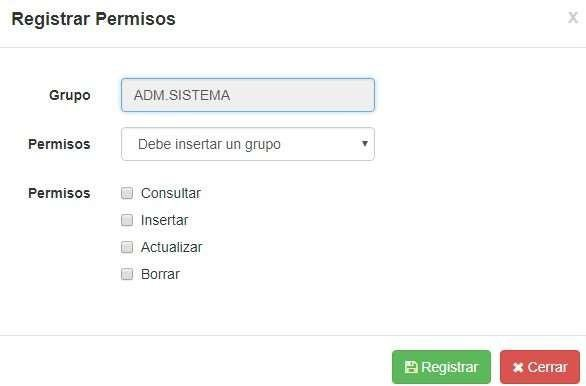 Registrar Permisos X
Grupo ADM.SISTEMA
Permisos Debe insertar un grupo
Permisos Consultar
Insertar
Actualizar
Borrar
Registrar Cerrar